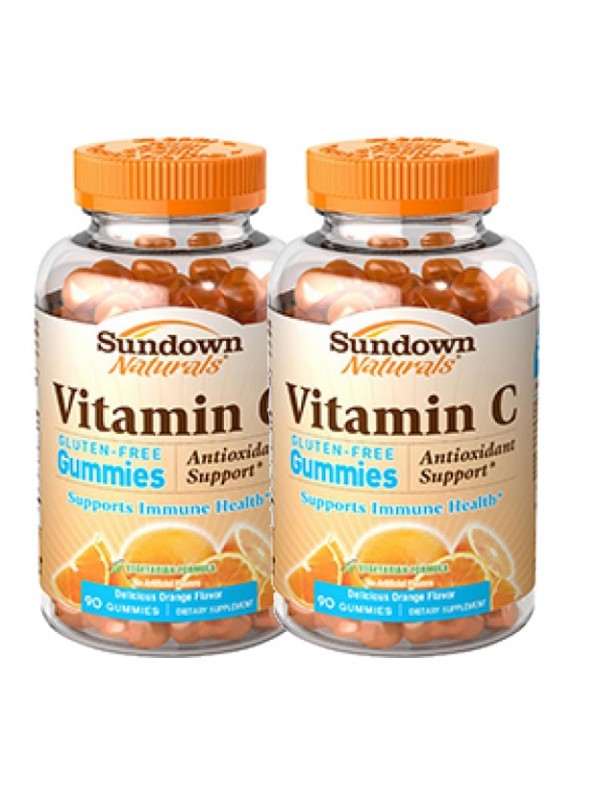 Sundown
Naturals®
Vitamin C
GLUTEN-FREE
Gummies
Antioxida
Support*
Supports Immune Health*
VEGETARIAN FORMULA
No Artificial Flavors
Delicious Orange Flavor
90 GUMMIES
DIETARY SUPPLEMENT
Sundown
Naturals®
Vitamin C
GLUTEN-FREE
Gummies
Antioxidant
Support*
Supports Immune Health*
VEGETARIAN FORMULA
No Artificial Flavors
Delicious Orange Flavor
90 GUMMIES
DIETARY SUPPLEMENT